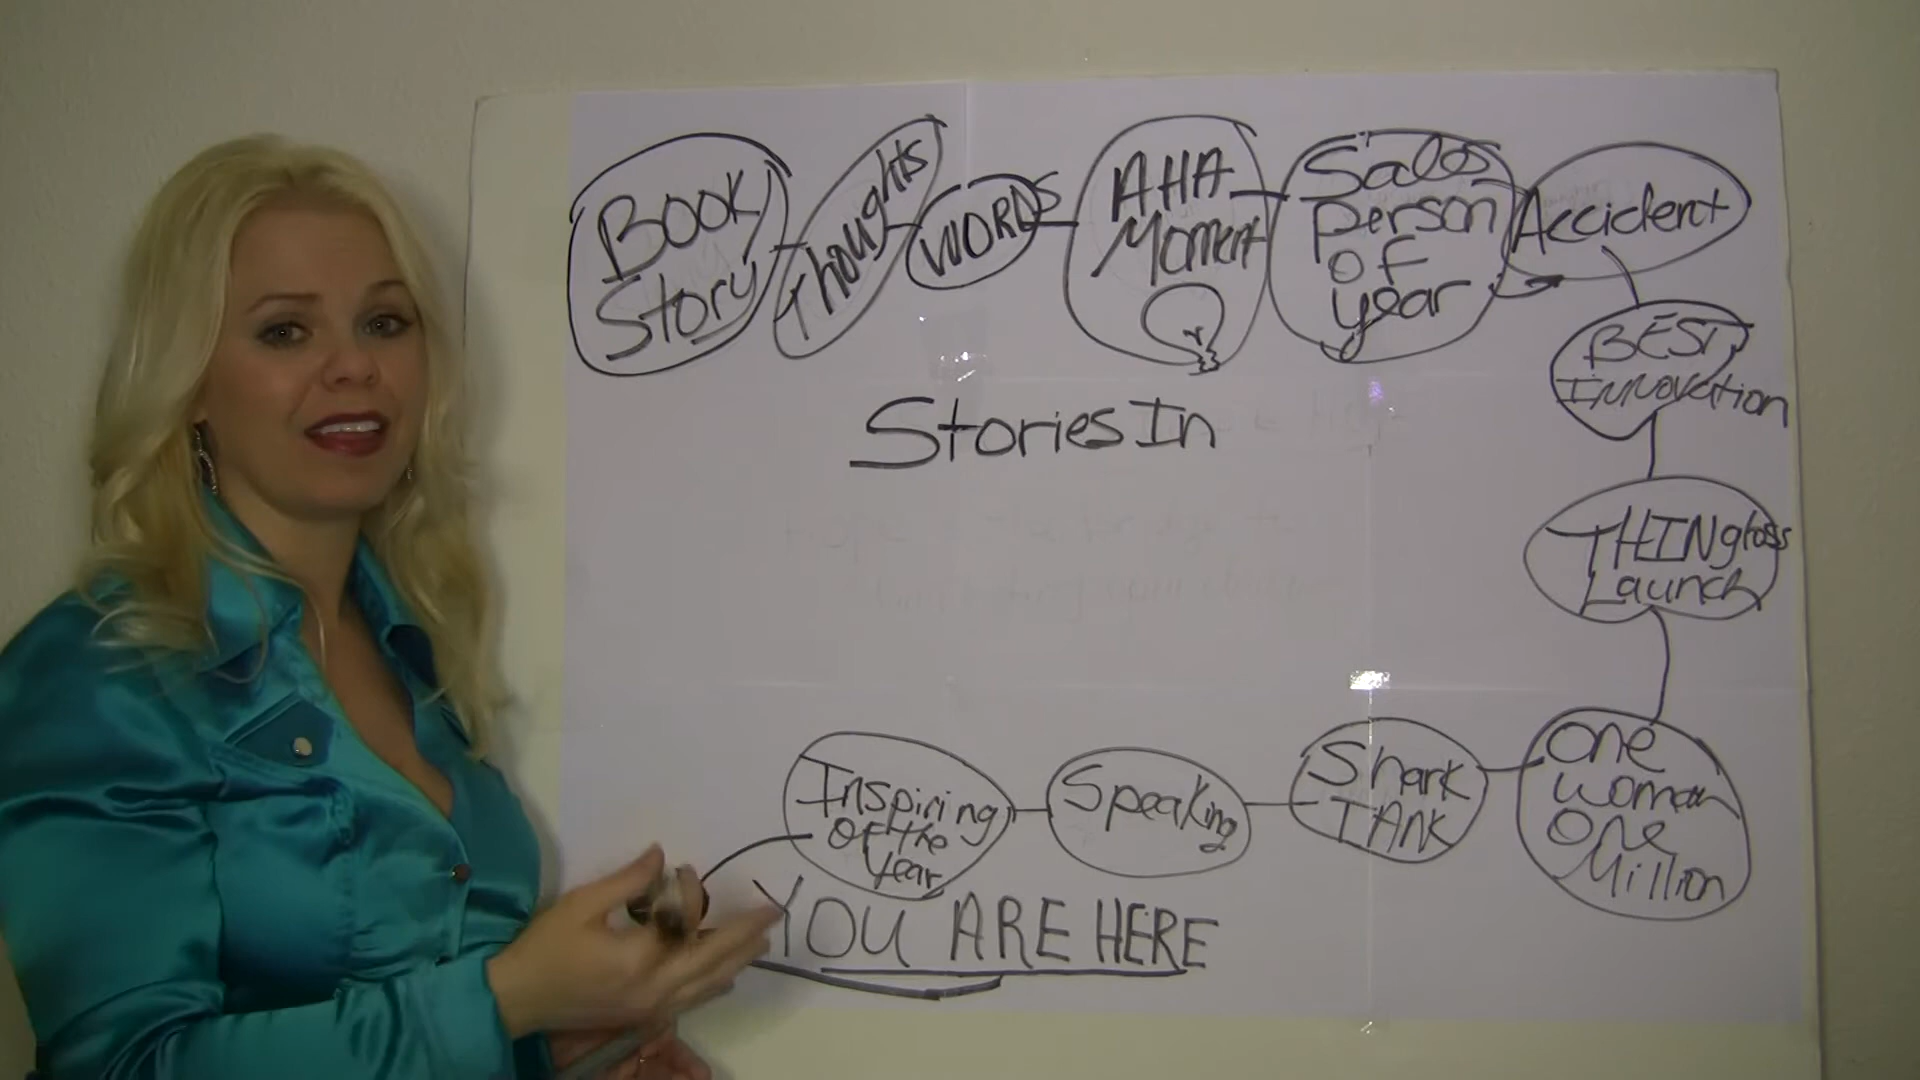 BOOK
Story
thoughts
WORDS
AHA
Moment
Sales
person
of
year
Accident
BEST
Innovation
Stories In
THINgloss
Launch
One
woman
One
Million
Shark
TANK
Speaking
Inspiring
Of the
Year
YOU ARE HERE